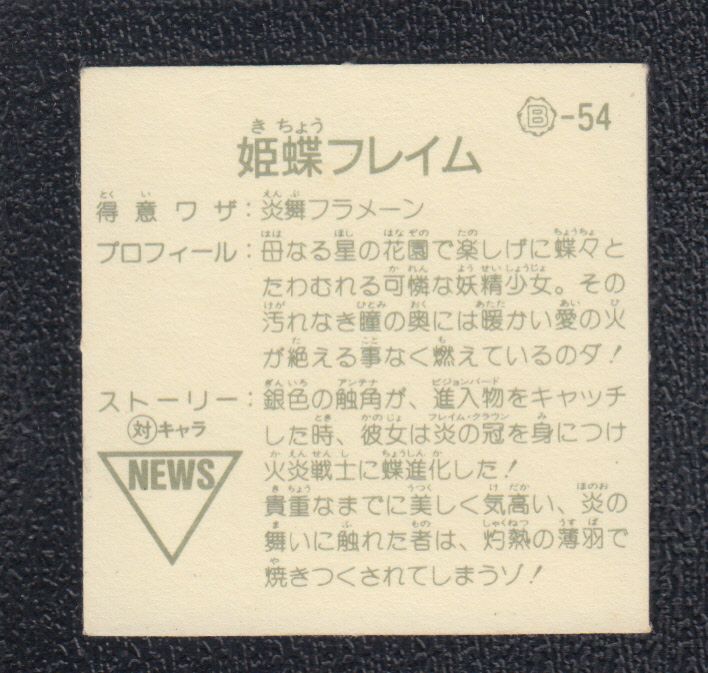 Ⓑ-54
姫蝶フレイム
得意ワザ：炎舞フラメーン
プロフィール：母なる星の花園で楽しげに蝶々と
たわむれる可憐な妖精少女。その
汚れなき瞳の奥には暖かい愛の火
が絶える事なく燃えているのダ！
ストーリー：銀色の触角が、進入物をキャッチ
した時、彼女は炎の冠を身につけ
火炎戦士に蝶進化した！
貴重なまでに美しく気高い、炎の
舞いに触れた者は、灼熱の薄羽で
焼きつくされてしまうゾ！
対キャラ
NEWS